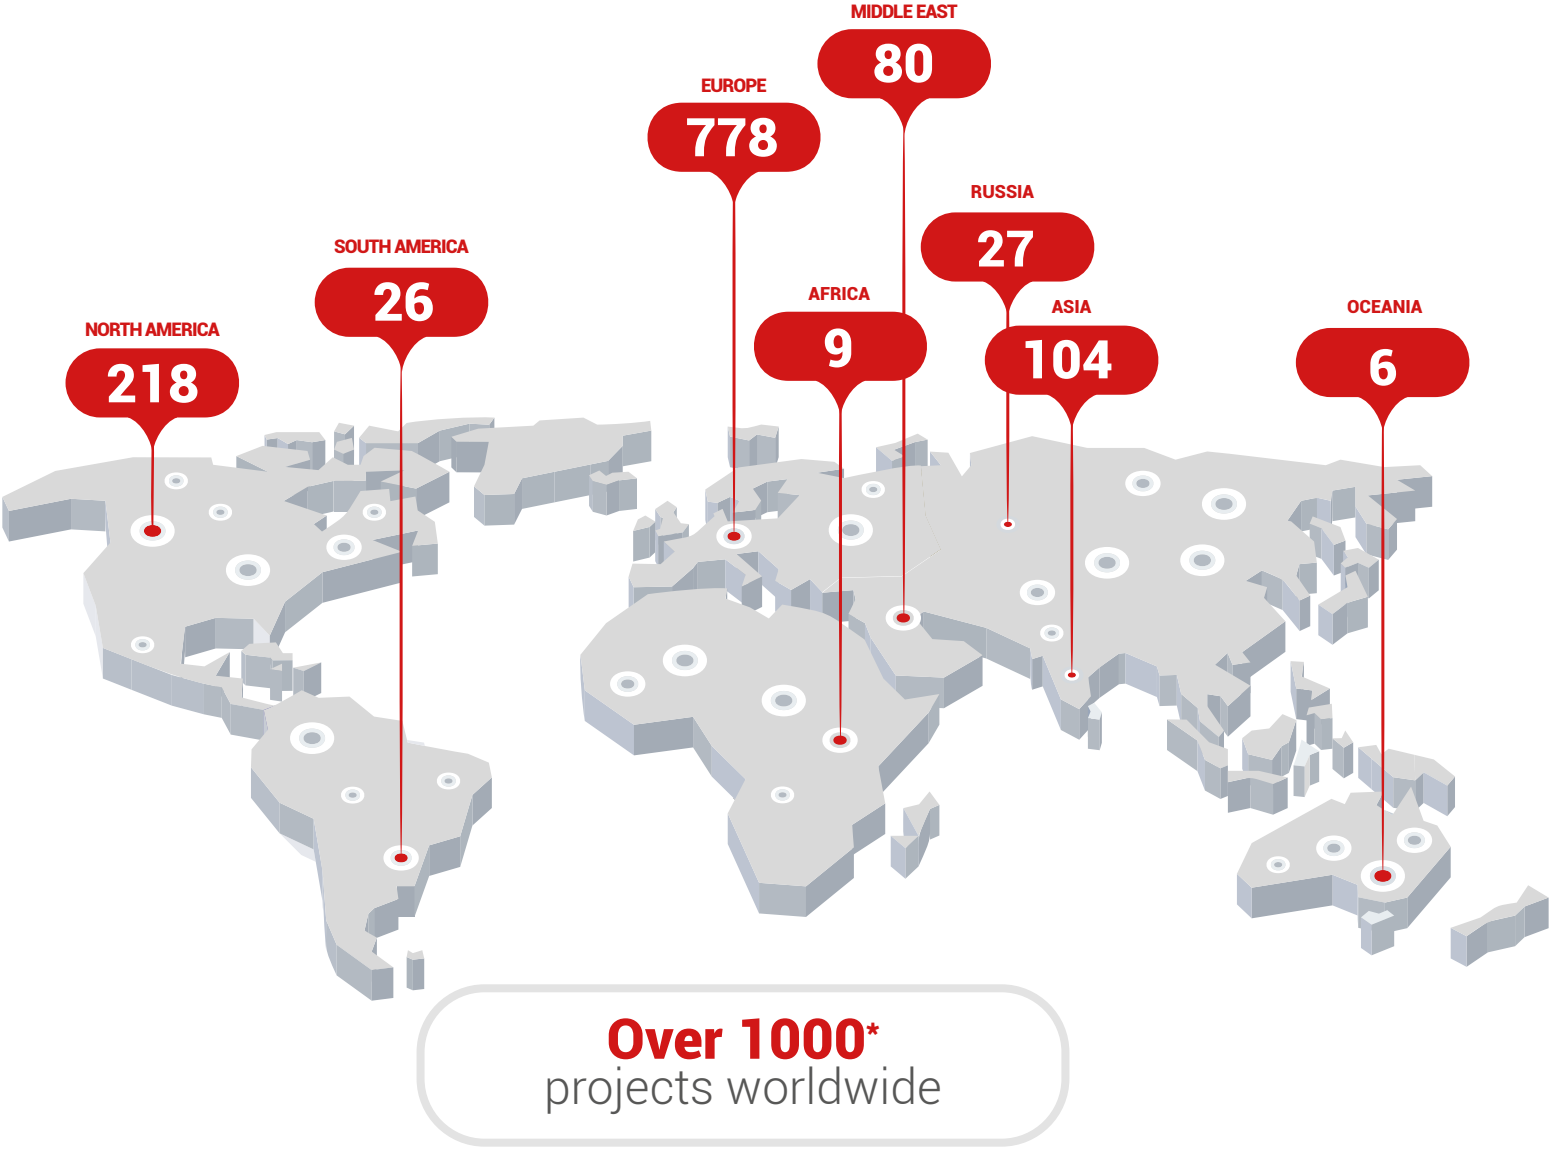 MIDDLE EAST
80
EUROPE
778
RUSSIA
27
SOUTH AMERICA
26
AFRICA
9
ASIA
104
OCEANIA
6
NORTH AMERICA
218
Over 1000*
projects worldwide